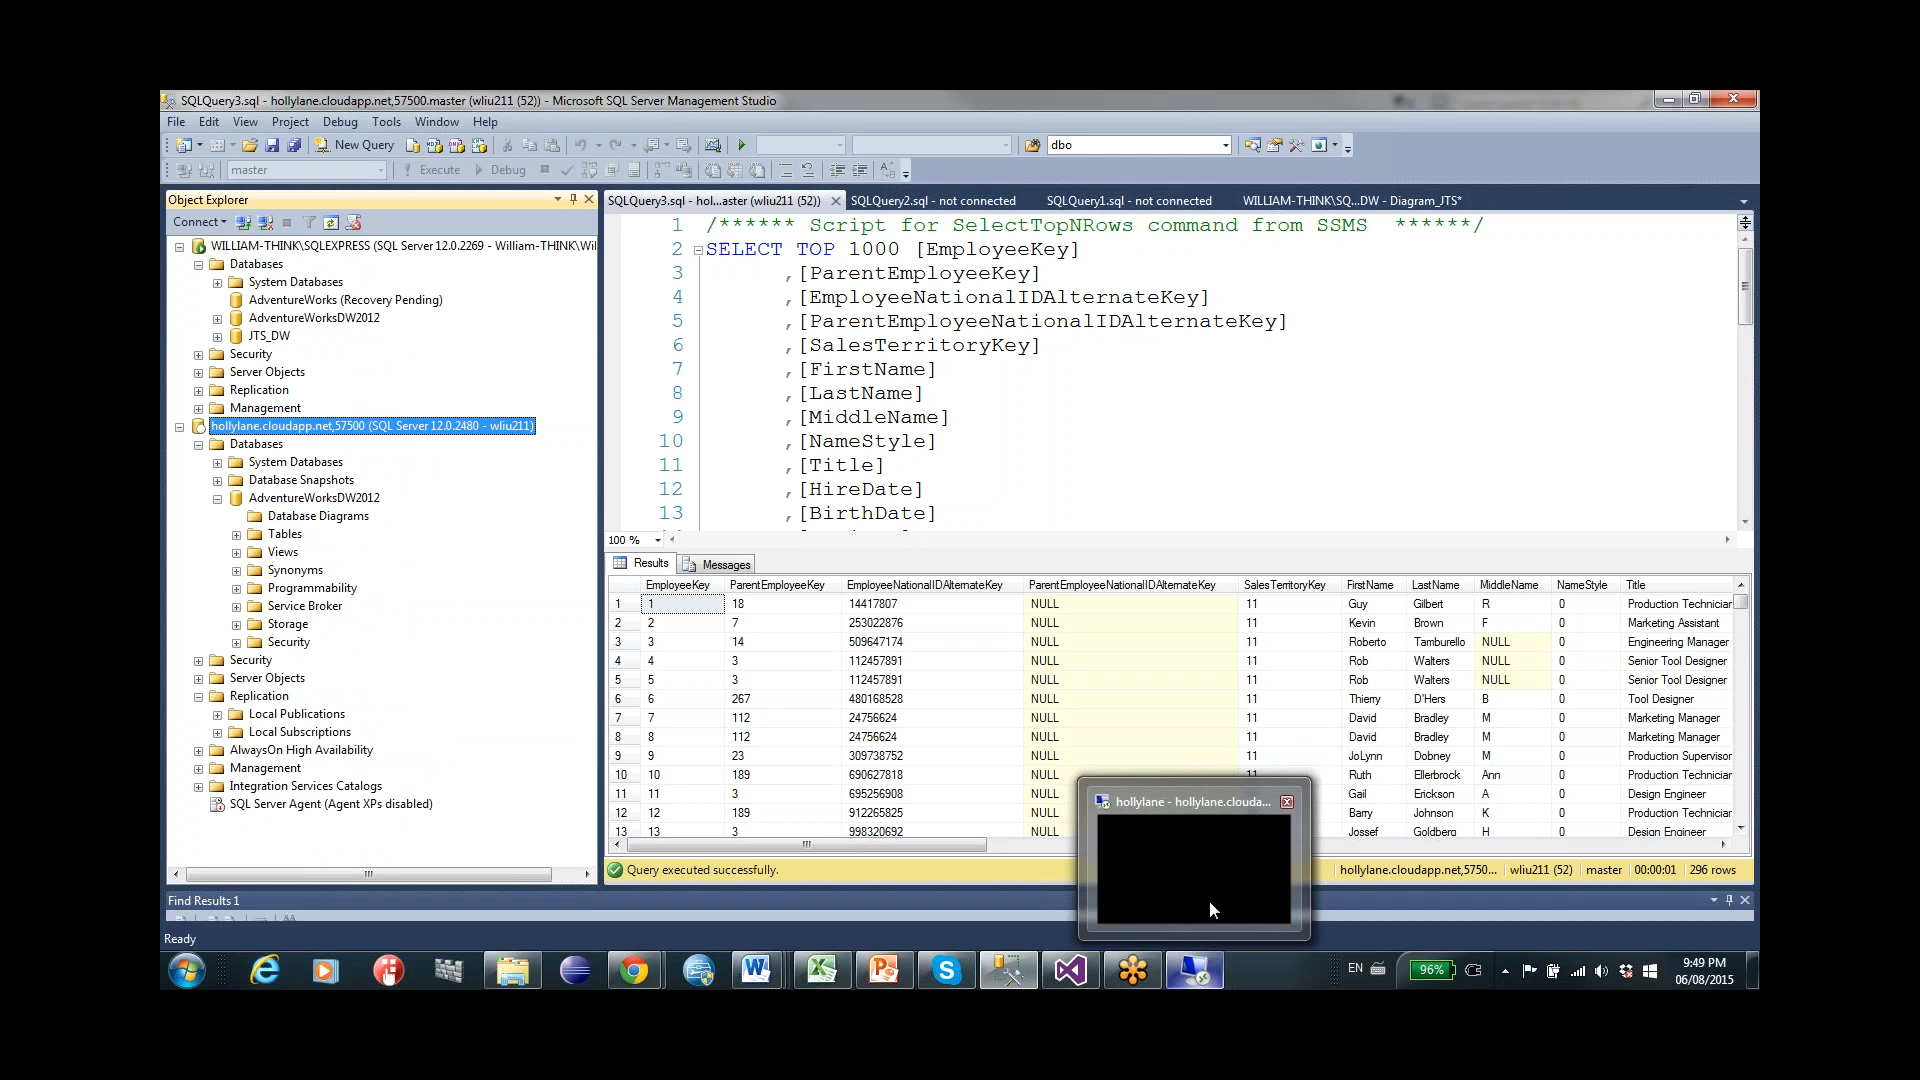 SQLQuery3.sql - hollylane.cloudapp.net,57500.master (wliu211 (52)) - Microsoft SQL Server Management Studio
File Edit View Project Debug Tools Window Help
New Query dbo
master Execute Debug
Object Explorer
Connect
WILLIAM-THINK\SQLEXPRESS (SQL Server 12.0.2269 - William-THINK\Wil
Databases
System Databases
AdventureWorks (Recovery Pending)
AdventureWorksDW2012
JTS_DW
Security
Server Objects
Replication
Management
hollylane.cloudapp.net,57500 (SQL Server 12.0.2480 - wliu211)
Databases
System Databases
Database Snapshots
AdventureWorksDW2012
Database Diagrams
Tables
Views
Synonyms
Programmability
Service Broker
Storage
Security
Security
Server Objects
Replication
Local Publications
Local Subscriptions
AlwaysOn High Availability
Management
Integration Services Catalogs
SQL Server Agent (Agent XPs disabled)
SQLQuery3.sql - hol...aster (wliu211 (52)) SQLQuery2.sql - not connected SQLQuery1.sql - not connected WILLIAM-THINK\SQ...DW - Diagram_JTS*
1 /****** Script for SelectTopNRows command from SSMS ******/
2 SELECT TOP 1000 [EmployeeKey]
3 ,[ParentEmployeeKey]
4 ,[EmployeeNationalIDAlternateKey]
5 ,[ParentEmployeeNationalIDAlternateKey]
6 ,[SalesTerritoryKey]
7 ,[FirstName]
8 ,[LastName]
9 ,[MiddleName]
10 ,[NameStyle]
11 ,[Title]
12 ,[HireDate]
13 ,[BirthDate]
100 %
Results Messages
EmployeeKey ParentEmployeeKey EmployeeNationalIDAlternateKey ParentEmployeeNationalIDAlternateKey SalesTerritoryKey FirstName LastName MiddleName NameStyle Title
1 1 18 14417807 NULL 11 Guy Gilbert R 0 Production Technician
2 2 7 253022876 NULL 11 Kevin Brown F 0 Marketing Assistant
3 3 14 509647174 NULL 11 Roberto Tamburello NULL 0 Engineering Manager
4 4 3 112457891 NULL 11 Rob Walters NULL 0 Senior Tool Designer
5 5 3 112457891 NULL 11 Rob Walters NULL 0 Senior Tool Designer
6 6 267 480168528 NULL 11 Thierry D'Hers B 0 Tool Designer
7 7 112 24756624 NULL 11 David Bradley M 0 Marketing Manager
8 8 112 24756624 NULL 11 David Bradley M 0 Marketing Manager
9 9 23 309738752 NULL 11 JoLynn Dobney M 0 Production Supervisor
10 10 189 690627818 NULL 11 Ruth Ellerbrock Ann 0 Production Technician
11 11 3 695256908 NULL Gail Erickson A 0 Design Engineer
12 12 189 912265825 NULL Barry Johnson K 0 Production Technician
13 13 3 998320692 NULL Jossef Goldberg H 0 Design Engineer
hollylane - hollylane.clouda...
Query executed successfully. hollylane.cloudapp.net,5750... wliu211 (52) master 00:00:01 296 rows
Find Results 1
Ready
EN 96% 9:49 PM
06/08/2015